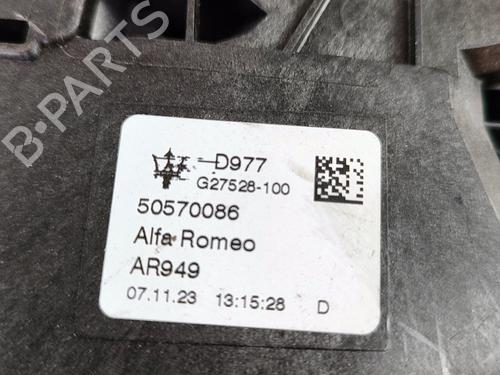 B-PARTS
D977
G27528-100
50570086
Alfa Romeo
AR949
07.11.23 13:15:28 D